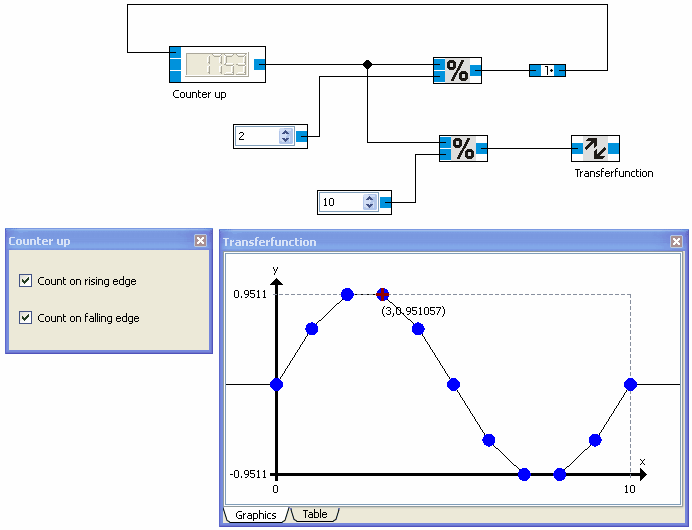 1753
Counter up
%
1
2
%
10
Transferfunction
Counter up
Count on rising edge
Count on falling edge
Transferfunction
y
0.9511
(3,0.951057)
-0.9511
x
0
10
Graphics
Table